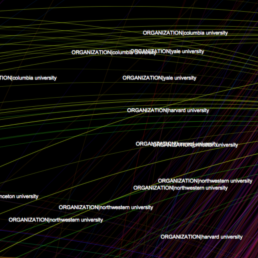 ORGANIZATION|columbia university
ORGANIZATION|columbia university
ORGANIZATION|yale university
ION|columbia university
ORGANIZATION|yale university
ORGANIZATION|harvard university
ORGANIZATION|
university
ORGANIZATION|northwestern university
ORGANIZATION|northwestern university
nceton university
ORGANIZATION|northwestern university
ORGANIZATION|northwestern university
ORGANIZATION|harvard university